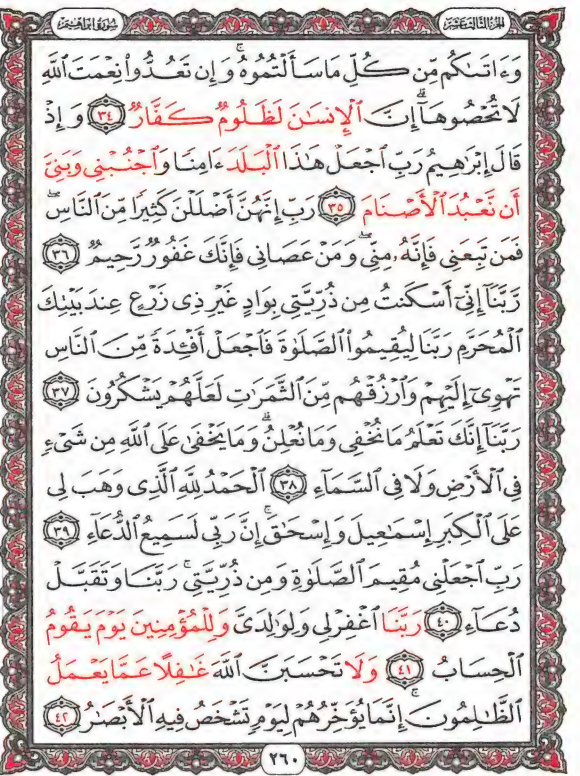 الجزء الثالث عشر
سورة إبراهيم
وَءَاتَىٰكُم مِّن كُلِّ مَا سَأَلْتُمُوهُ ۚ وَإِن تَعُدُّوا۟ نِعْمَتَ ٱللَّهِ
لَا تُحْصُوهَآ ۗ إِنَّ ٱلْإِنسَٰنَ لَظَلُومٌ كَفَّارٌ ٣٤ وَإِذْ
قَالَ إِبْرَٰهِيمُ رَبِّ ٱجْعَلْ هَٰذَا ٱلْبَلَدَ ءَامِنًا وَٱجْنُبْنِى وَبَنِىَّ
أَن نَّعْبُدَ ٱلْأَصْنَامَ ٣٥ رَبِّ إِنَّهُنَّ أَضْلَلْنَ كَثِيرًا مِّنَ ٱلنَّاسِ ۖ
فَمَن تَبِعَنِى فَإِنَّهُۥ مِنِّى ۖ وَمَنْ عَصَانِى فَإِنَّكَ غَفُورٌ رَّحِيمٌ ٣٦
رَّبَّنَآ إِنِّىٓ أَسْكَنتُ مِن ذُرِّيَّتِى بِوَادٍ غَيْرِ ذِى زَرْعٍ عِندَ بَيْتِكَ
ٱلْمُحَرَّمِ رَبَّنَا لِيُقِيمُوا۟ ٱلصَّلَوٰةَ فَٱجْعَلْ أَفْـِٔدَةً مِّنَ ٱلنَّاسِ
تَهْوِىٓ إِلَيْهِمْ وَٱرْزُقْهُم مِّنَ ٱلثَّمَرَٰتِ لَعَلَّهُمْ يَشْكُرُونَ ٣٧
رَبَّنَآ إِنَّكَ تَعْلَمُ مَا نُخْفِى وَمَا نُعْلِنُ ۗ وَمَا يَخْفَىٰ عَلَى ٱللَّهِ مِن شَىْءٍ
فِى ٱلْأَرْضِ وَلَا فِى ٱلسَّمَآءِ ٣٨ ٱلْحَمْدُ لِلَّهِ ٱلَّذِى وَهَبَ لِى
عَلَى ٱلْكِبَرِ إِسْمَٰعِيلَ وَإِسْحَٰقَ ۚ إِنَّ رَبِّى لَسَمِيعُ ٱلدُّعَآءِ ٣٩
رَبِّ ٱجْعَلْنِى مُقِيمَ ٱلصَّلَوٰةِ وَمِن ذُرِّيَّتِى ۚ رَبَّنَا وَتَقَبَّلْ
دُعَآءِ ٤٠ رَبَّنَا ٱغْفِرْ لِى وَلِوَٰلِدَىَّ وَلِلْمُؤْمِنِينَ يَوْمَ يَقُومُ
ٱلْحِسَابُ ٤١ وَلَا تَحْسَبَنَّ ٱللَّهَ غَٰفِلًا عَمَّا يَعْمَلُ
ٱلظَّٰلِمُونَ ۚ إِنَّمَا يُؤَخِّرُهُمْ لِيَوْمٍ تَشْخَصُ فِيهِ ٱلْأَبْصَٰرُ ٤٢
٢٦٠